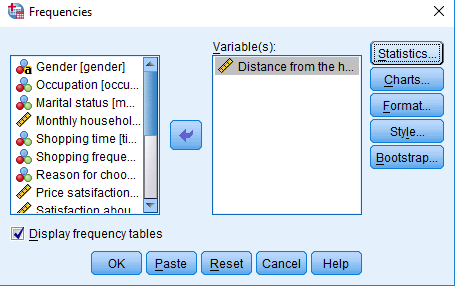 Frequencies
Variable(s):
Gender [gender]
Occupation [occu...
Marital status [m...
Monthly househol...
Shopping time [ti...
Shopping freque...
Reason for choo...
Price satsifaction...
Satisfaction abou...
Distance from the h...
Statistics...
Charts...
Format...
Style...
Bootstrap...
Display frequency tables
OK Paste Reset Cancel Help